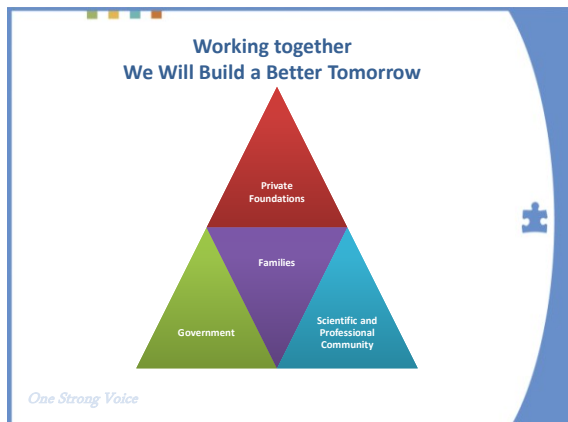 Working together
We Will Build a Better Tomorrow
Private
Foundations
Families
Government
Scientific and
Professional
Community
One Strong Voice